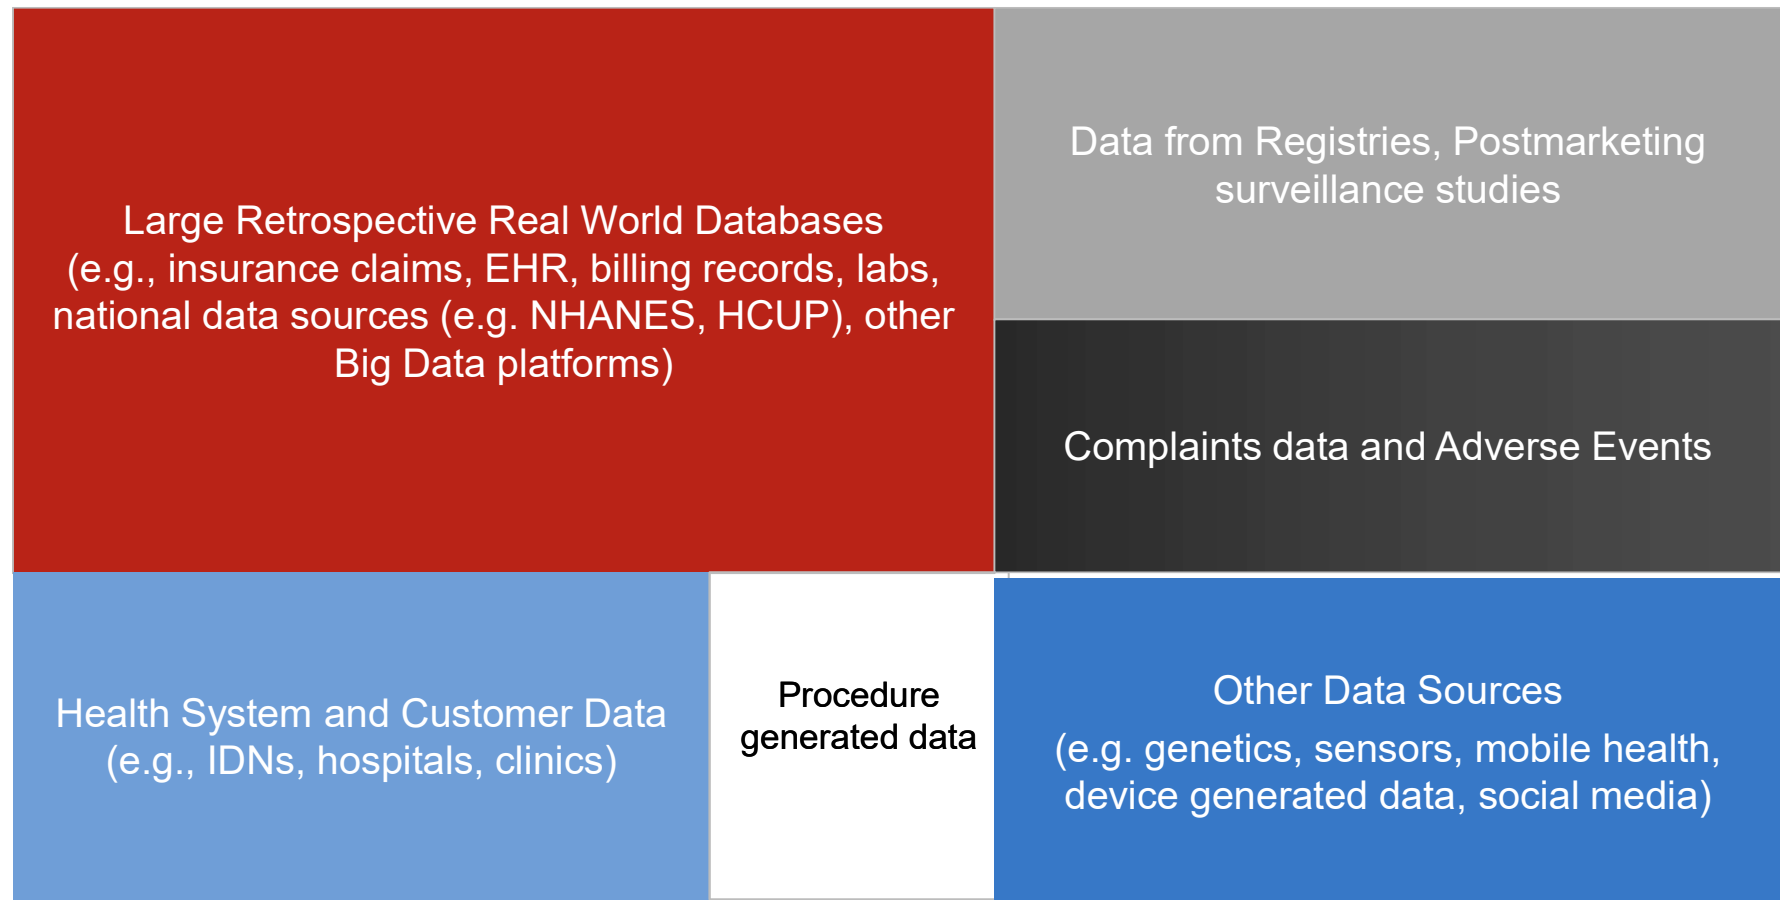 Large Retrospective Real World Databases
(e.g., insurance claims, EHR, billing records, labs,
national data sources (e.g. NHANES, HCUP), other
Big Data platforms)
Data from Registries, Postmarketing
surveillance studies
Complaints data and Adverse Events
Health System and Customer Data
(e.g., IDNs, hospitals, clinics)
Procedure
generated data
Other Data Sources
(e.g. genetics, sensors, mobile health,
device generated data, social media)